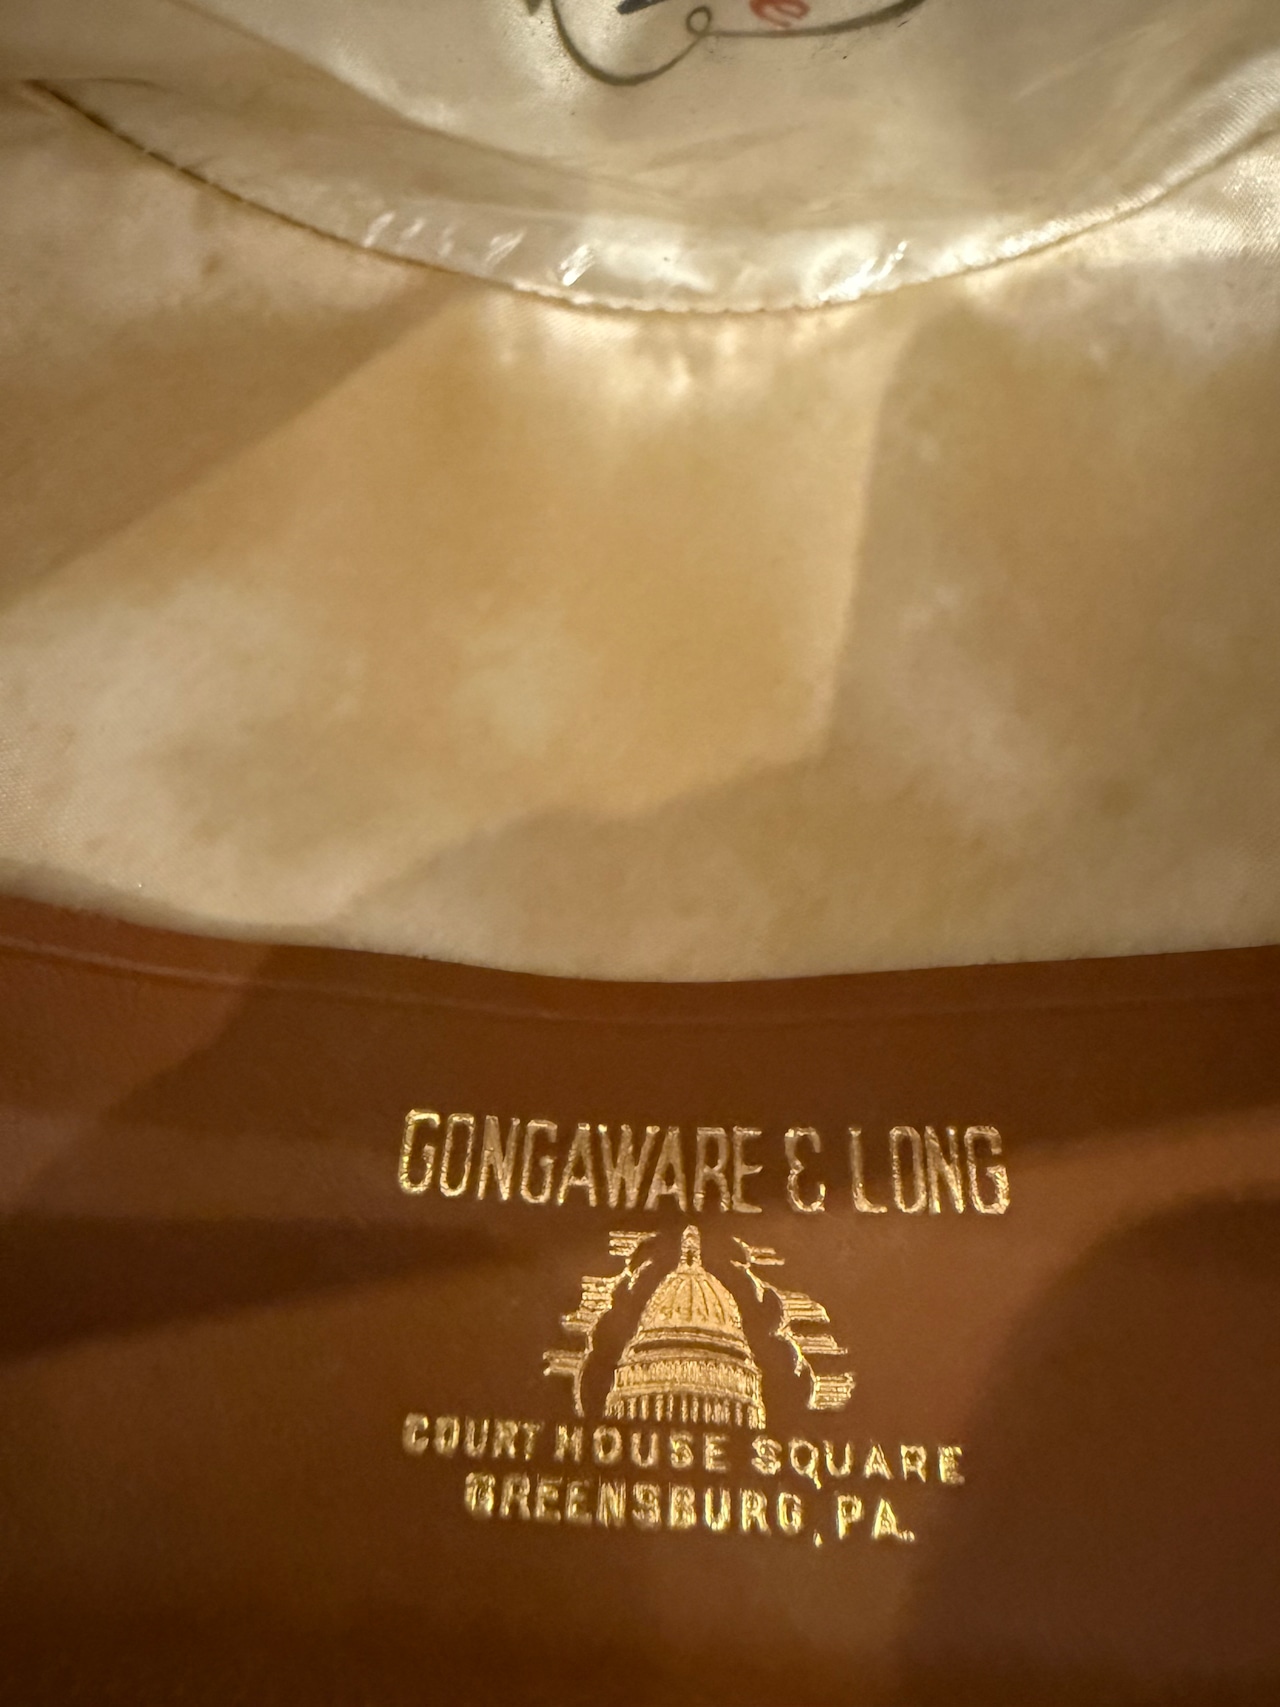 GONGAWARE & LONG
COURT HOUSE SQUARE
GREENSBURG, PA.